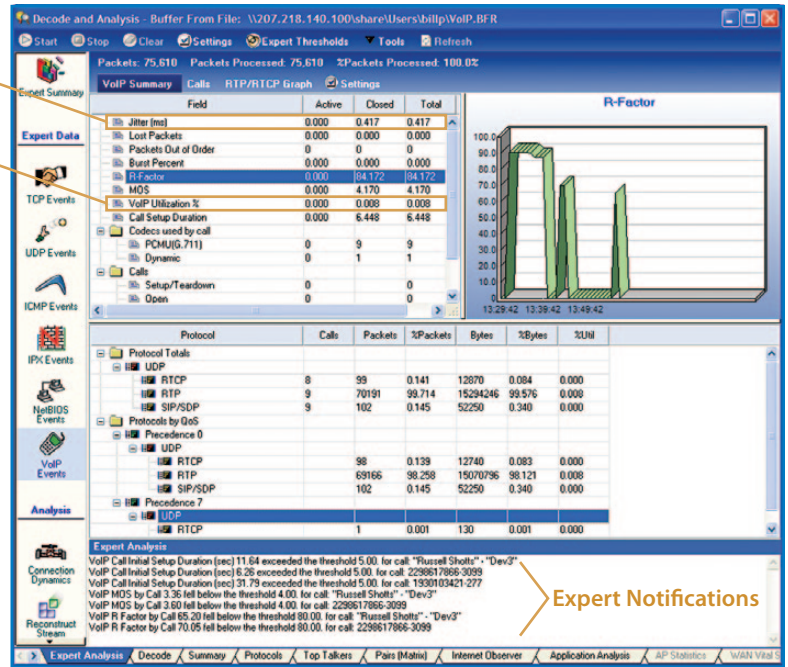 Decode and Analysis - Buffer From File: \\207.218.140.100\share\Users\billp\VoIP.BFR
Start Stop Clear Settings Expert Thresholds Tools Refresh
Packets: 75,610 Packets Processed: 75,610 %Packets Processed: 100.0%
VoIP Summary Calls RTP/RTCP Graph Settings
Expert Summary
Expert Data
TCP Events
UDP Events
ICMP Events
IPX Events
NetBIOS Events
VoIP Events
Analysis
Connection Dynamics
Reconstruct Stream
Field Active Closed Total
Jitter (ms) 0.000 0.417 0.417
Lost Packets 0.000 0.000 0.000
Packets Out of Order 0 0 0
Burst Percent 0.000 0.000 0.000
R-Factor 0.000 84.172 84.172
MOS 0.000 4.170 4.170
VoIP Utilization % 0.000 0.008 0.008
Call Setup Duration 0.000 6.448 6.448
Codecs used by call
PCMU(G.711) 0 9 9
Dynamic 0 1 1
Calls
Setup/Teardown 0 0
Open 0 0
R-Factor
100.0
90.0
80.0
70.0
60.0
50.0
40.0
30.0
20.0
10.0
0
13:29:42 13:39:42 13:49:42
Protocol Calls Packets %Packets Bytes %Bytes %Util
Protocol Totals
UDP
RTCP 8 99 0.141 12870 0.084 0.000
RTP 9 70191 99.714 15294246 99.576 0.008
SIP/SDP 9 102 0.145 52250 0.340 0.000
Protocols by QoS
Precedence 0
UDP
RTCP 98 0.139 12740 0.083 0.000
RTP 69166 98.258 15070796 98.121 0.008
SIP/SDP 102 0.145 52250 0.340 0.000
Precedence 7
UDP
RTCP 1 0.001 130 0.001 0.000
Expert Analysis
VoIP Call Initial Setup Duration (sec) 11.64 exceeded the threshold 5.00. for call: "Russell Shotts" - "Dev3"
VoIP Call Initial Setup Duration (sec) 6.26 exceeded the threshold 5.00. for call: 2298617866-3099
VoIP Call Initial Setup Duration (sec) 31.79 exceeded the threshold 5.00. for call: 1930103421-277
VoIP MOS by Call 3.36 fell below the threshold 4.00. for call: "Russell Shotts" - "Dev3"
VoIP MOS by Call 3.60 fell below the threshold 4.00. for call: 2298617866-3099
VoIP R Factor by Call 65.20 fell below the threshold 80.00. for call: "Russell Shotts" - "Dev3"
VoIP R Factor by Call 70.05 fell below the threshold 80.00. for call: 2298617866-3099
Expert Notifications
Expert Analysis Decode Summary Protocols Top Talkers Pairs (Matrix) Internet Observer Application Analysis AP Statistics WAN Vital S